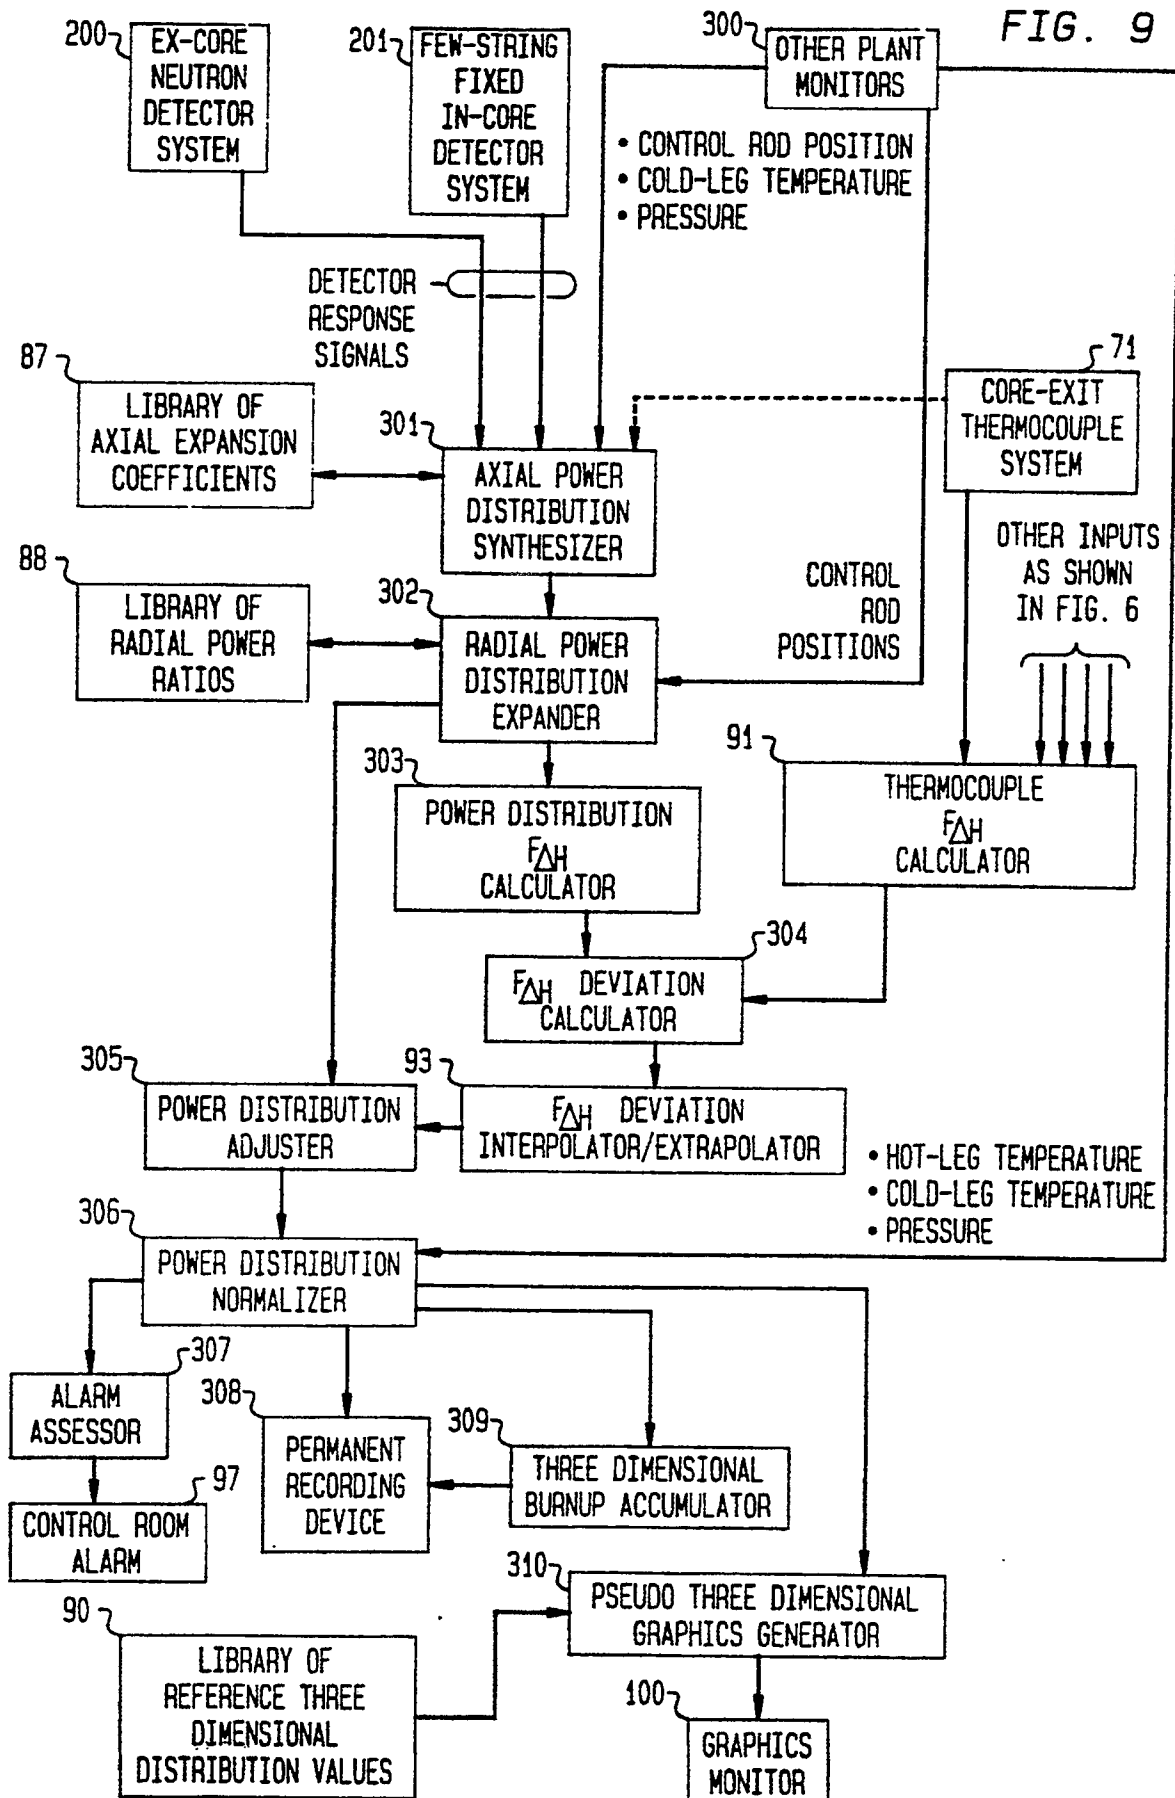 FIG. 9
200
EX-CORE
NEUTRON
DETECTOR
SYSTEM
201
FEW-STRING
FIXED
IN-CORE
DETECTOR
SYSTEM
300
OTHER PLANT
MONITORS
• CONTROL ROD POSITION
• COLD-LEG TEMPERATURE
• PRESSURE
DETECTOR
RESPONSE
SIGNALS
87
LIBRARY OF
AXIAL EXPANSION
COEFFICIENTS
301
AXIAL POWER
DISTRIBUTION
SYNTHESIZER
71
CORE-EXIT
THERMOCOUPLE
SYSTEM
OTHER INPUTS
AS SHOWN
IN FIG. 6
88
LIBRARY OF
RADIAL POWER
RATIOS
302
RADIAL POWER
DISTRIBUTION
EXPANDER
CONTROL
ROD
POSITIONS
91
THERMOCOUPLE
FΔH
CALCULATOR
303
POWER DISTRIBUTION
FΔH
CALCULATOR
304
FΔH DEVIATION
CALCULATOR
305
POWER DISTRIBUTION
ADJUSTER
93
FΔH DEVIATION
INTERPOLATOR/EXTRAPOLATOR
• HOT-LEG TEMPERATURE
• COLD-LEG TEMPERATURE
• PRESSURE
306
POWER DISTRIBUTION
NORMALIZER
307
ALARM
ASSESSOR
308
PERMANENT
RECORDING
DEVICE
309
THREE DIMENSIONAL
BURNUP ACCUMULATOR
97
CONTROL ROOM
ALARM
310
PSEUDO THREE DIMENSIONAL
GRAPHICS GENERATOR
90
LIBRARY OF
REFERENCE THREE
DIMENSIONAL
DISTRIBUTION VALUES
100
GRAPHICS
MONITOR